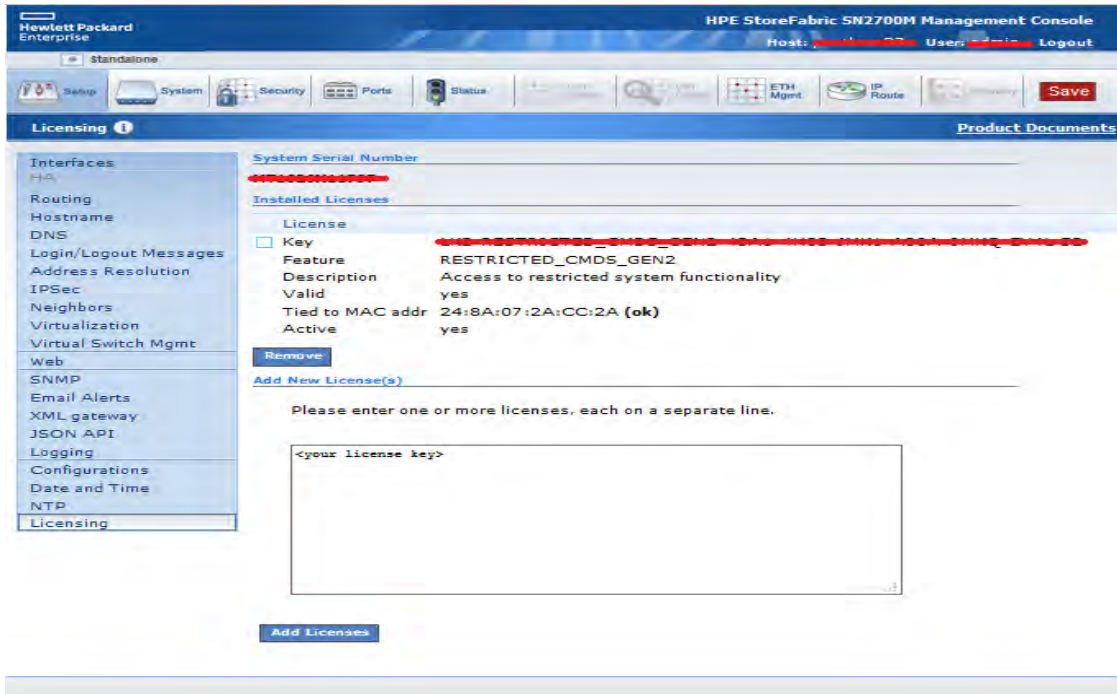 Hewlett Packard
Enterprise
HPE StoreFabric SN2700M Management Console
Host: User: Logout
Standalone
Setup System Security Ports Status ETH Mgmt IP Route Save
Licensing
Product Documents
Interfaces
HA
Routing
Hostname
DNS
Login/Logout Messages
Address Resolution
IPSec
Neighbors
Virtualization
Virtual Switch Mgmt
Web
SNMP
Email Alerts
XML gateway
JSON API
Logging
Configurations
Date and Time
NTP
Licensing
System Serial Number
Installed Licenses
License
Key
Feature RESTRICTED_CMDS_GEN2
Description Access to restricted system functionality
Valid yes
Tied to MAC addr 24:8A:07:2A:CC:2A (ok)
Active yes
Remove
Add New License(s)
Please enter one or more licenses, each on a separate line.
<your license key>
Add Licenses